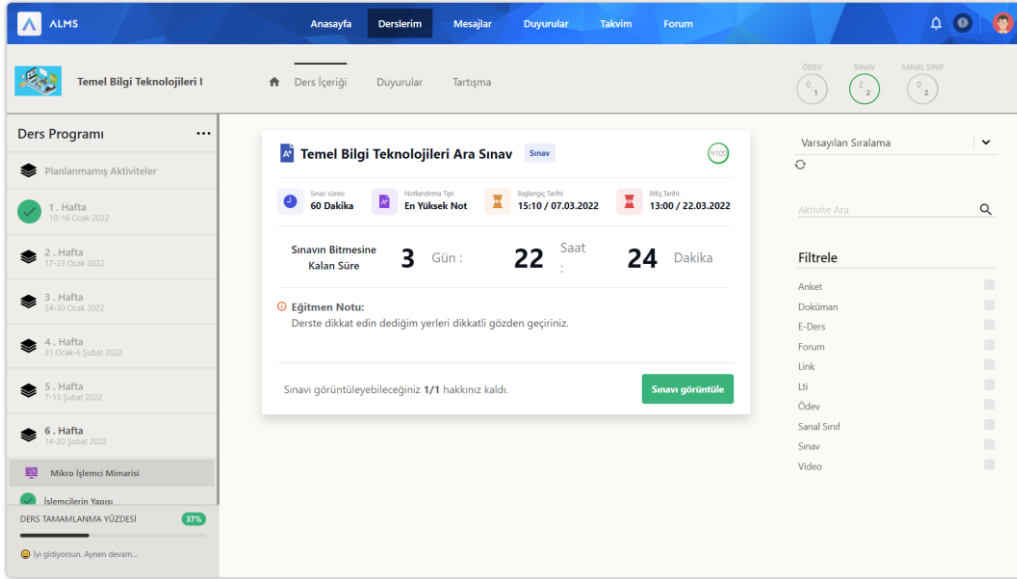 ALMS
Anasayfa
Derslerim
Mesajlar
Duyurular
Takvim
Forum
Temel Bilgi Teknolojileri I
Ders İçeriği
Duyurular
Tartışma
ÖDEV
0 1
SINAV
2 2
SANAL SINIF
0 2
Ders Programı
Planlanmamış Aktiviteler
1 . Hafta
10-16 Ocak 2022
2 . Hafta
17-23 Ocak 2022
3 . Hafta
24-30 Ocak 2022
4 . Hafta
31 Ocak-6 Şubat 2022
5 . Hafta
7-13 Şubat 2022
6 . Hafta
14-20 Şubat 2022
Mikro İşlemci Mimarisi
İşlemcilerin Yapısı
DERS TAMAMLANMA YÜZDESİ
37%
İyi gidiyorsun. Aynen devam...
Temel Bilgi Teknolojileri Ara Sınav
Sınav
%100
Sınav süresi
60 Dakika
Notlandırma Tipi
En Yüksek Not
Başlangıç Tarihi:
15:10 / 07.03.2022
Bitiş Tarihi:
13:00 / 22.03.2022
Sınavın Bitmesine
Kalan Süre
3 Gün :
22 Saat
:
24 Dakika
Eğitmen Notu:
Derste dikkat edin dediğim yerleri dikkatli gözden geçiriniz.
Sınavı görüntüleyebileceğiniz 1/1 hakkınız kaldı.
Sınavı görüntüle
Varsayılan Sıralama
Aktivite Ara
Filtrele
Anket
Doküman
E-Ders
Forum
Link
Lti
Ödev
Sanal Sınıf
Sınav
Video